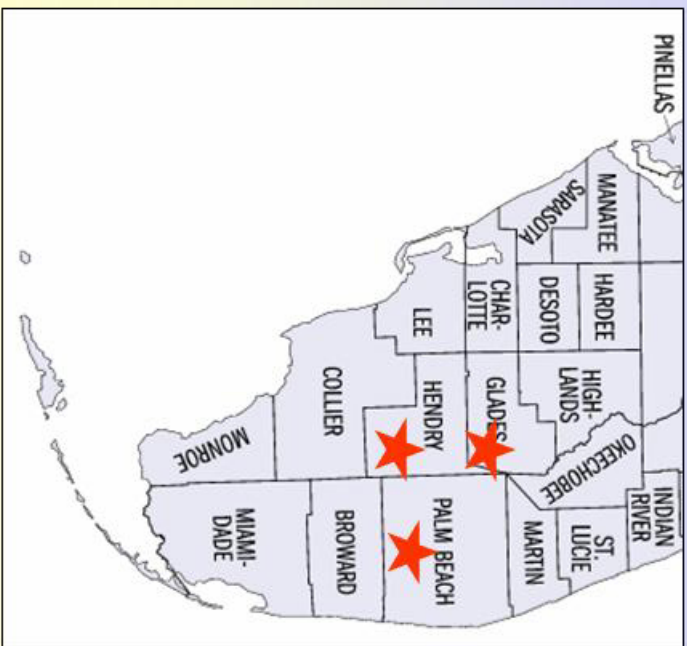 PINELLAS
MANATEE
HARDEE
HIGH-
LANDS
OKEECHOBEE
INDIAN
RIVER
ST.
LUCIE
SARASOTA
DESOTO
MARTIN
CHAR-
LOTTE
GLADES
LEE
HENDRY
PALM BEACH
COLLIER
BROWARD
MONROE
MIAMI-
DADE